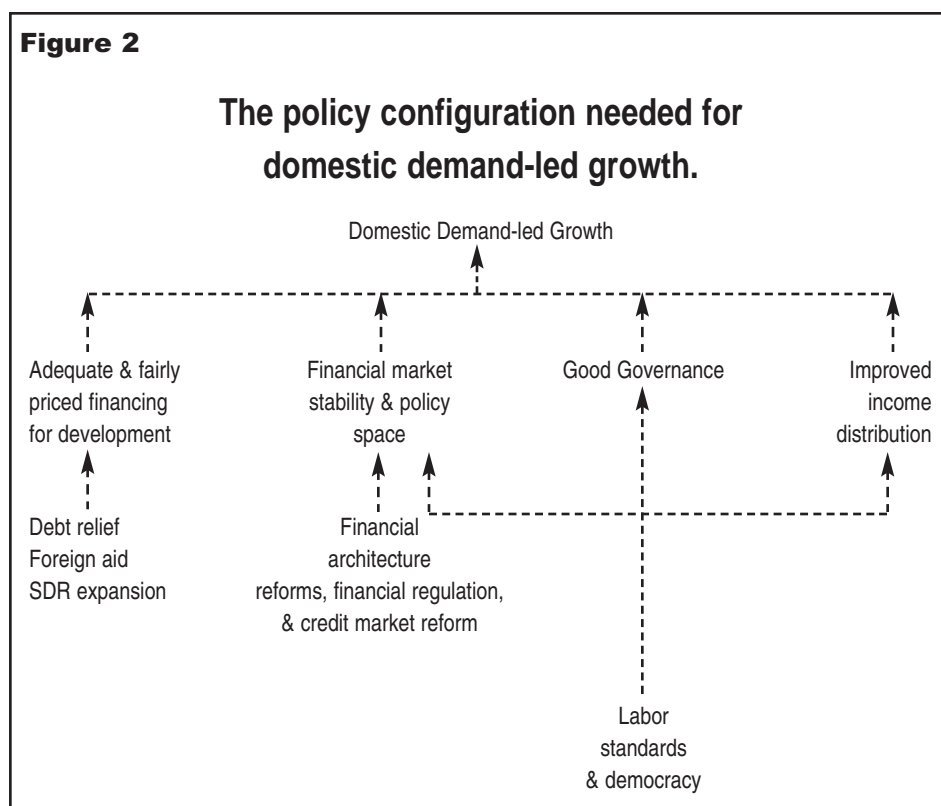 Figure 2
The policy configuration needed for
domestic demand-led growth.
Domestic Demand-led Growth
Adequate & fairly
priced financing
for development
Financial market
stability & policy
space
Good Governance
Improved
income
distribution
Debt relief
Foreign aid
SDR expansion
Financial
architecture
reforms, financial regulation,
& credit market reform
Labor
standards
& democracy